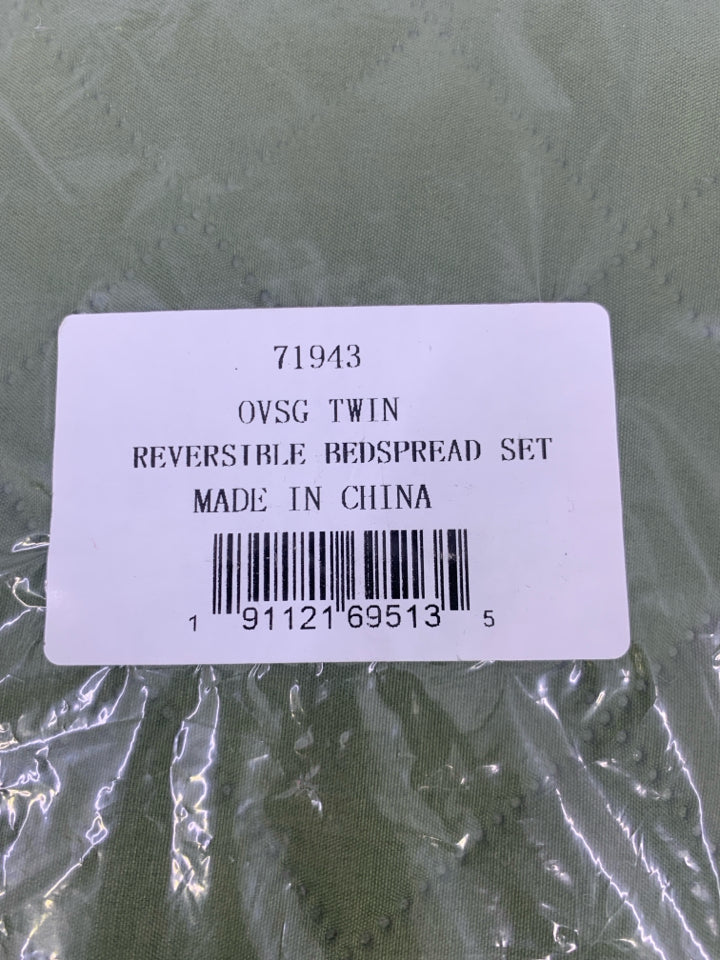 71943
OVSG TWIN
REVERSIBLE BEDSPREAD SET
MADE IN CHINA
1 91121 69513 5